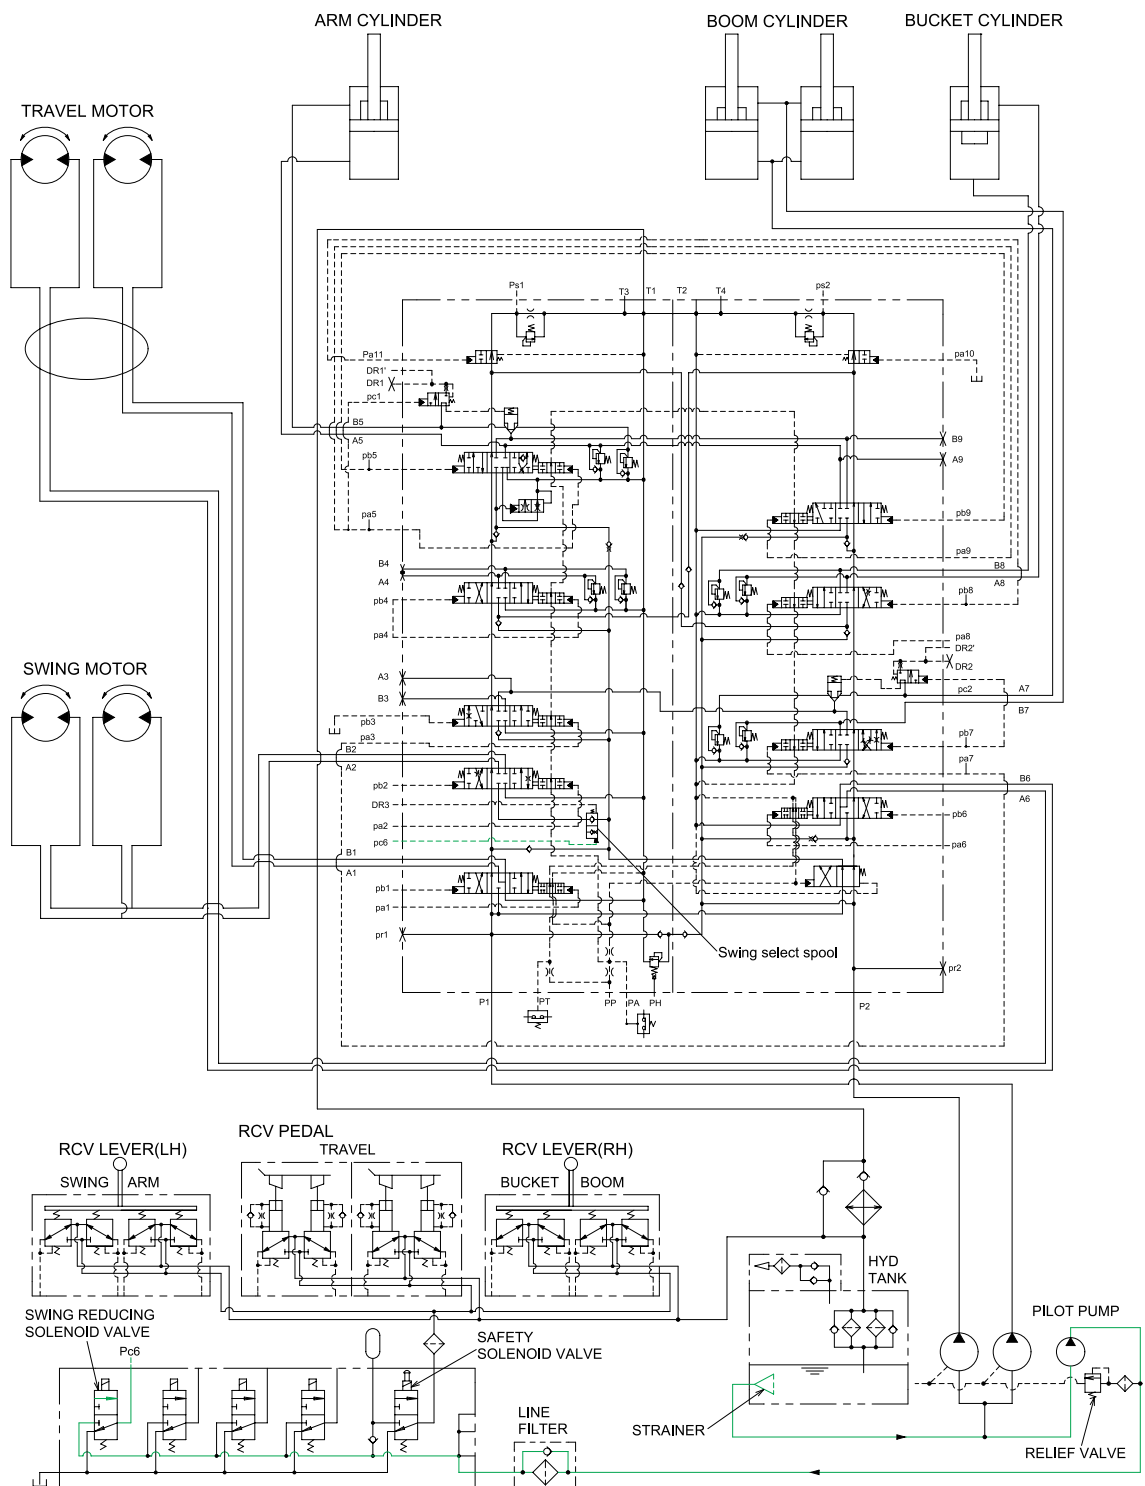 ARM CYLINDER
BOOM CYLINDER
BUCKET CYLINDER
TRAVEL MOTOR
Ps1
T3
T1
T2
T4
ps2
Pa11
pa10
DR1'
DR1
pc1
B5
A5
B9
A9
pb5
pb9
pa5
pa9
B4
A4
B8
A8
pb4
pb8
pa4
pa8
DR2'
DR2
SWING MOTOR
A3
B3
pc2
A7
B7
pb3
pa3
pb7
pa7
B2
A2
B6
A6
pb2
DR3
pb6
pa2
pc6
pa6
B1
A1
pb1
pa1
pr1
Swing select spool
pr2
P1
PT
PP
PA
PH
P2
RCV LEVER(LH)
SWING
ARM
RCV PEDAL
TRAVEL
RCV LEVER(RH)
BUCKET
BOOM
HYD
TANK
SWING REDUCING
SOLENOID VALVE
Pc6
SAFETY
SOLENOID VALVE
PILOT PUMP
LINE
FILTER
STRAINER
RELIEF VALVE